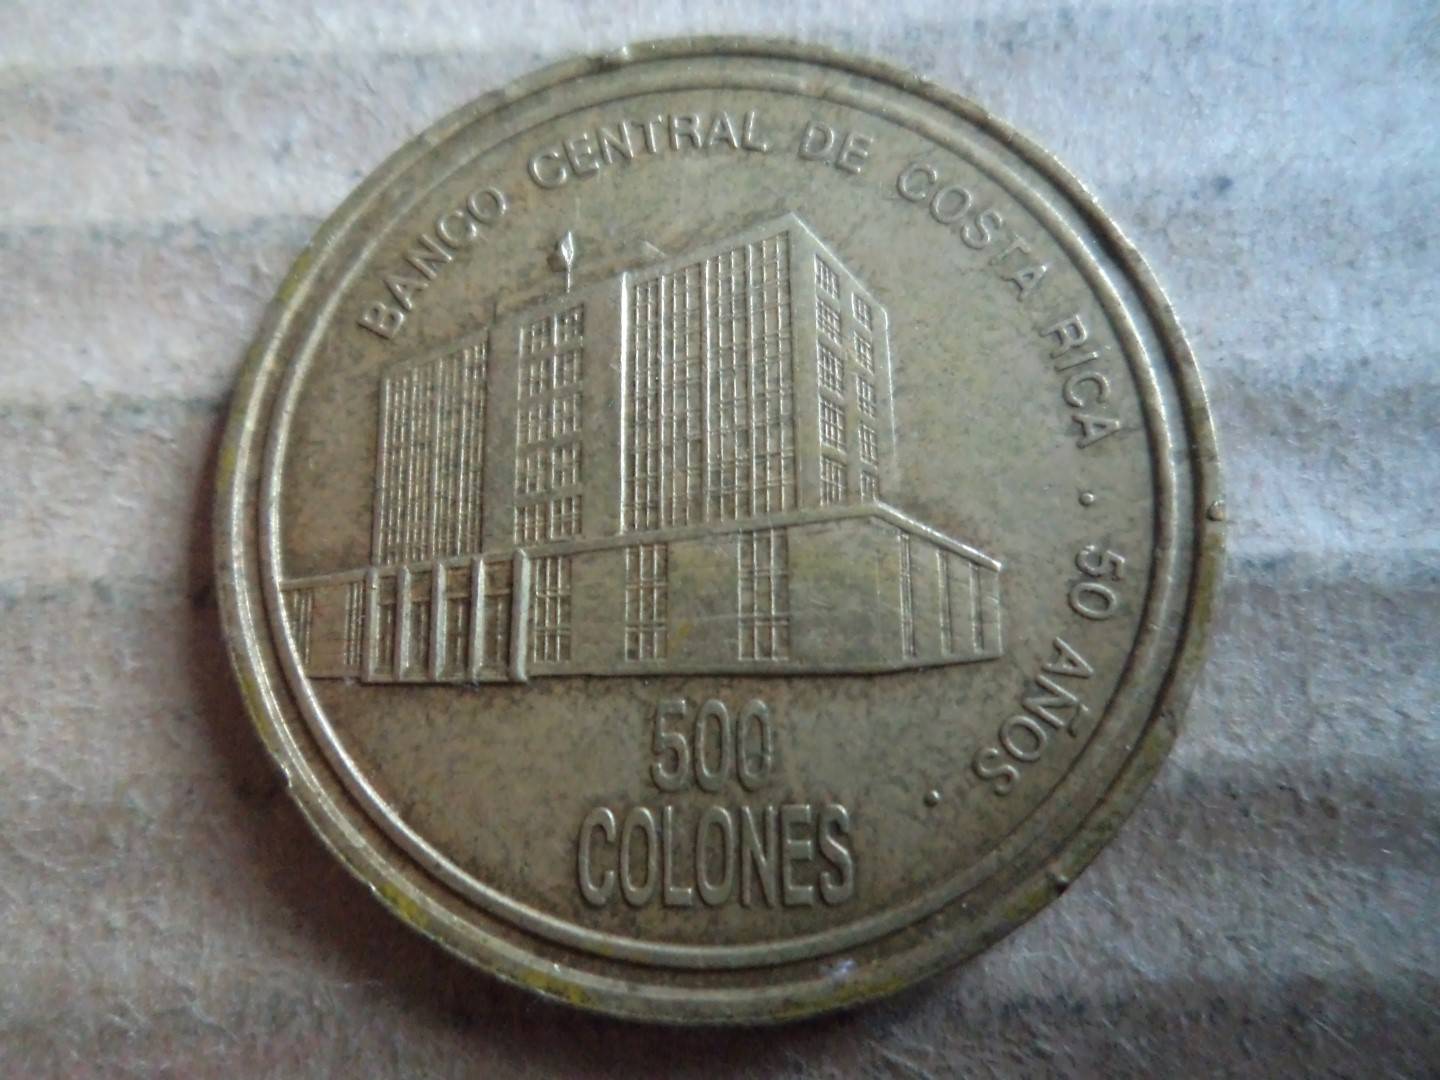 BANCO CENTRAL DE COSTA RICA . 50 AÑOS .
500
COLONES